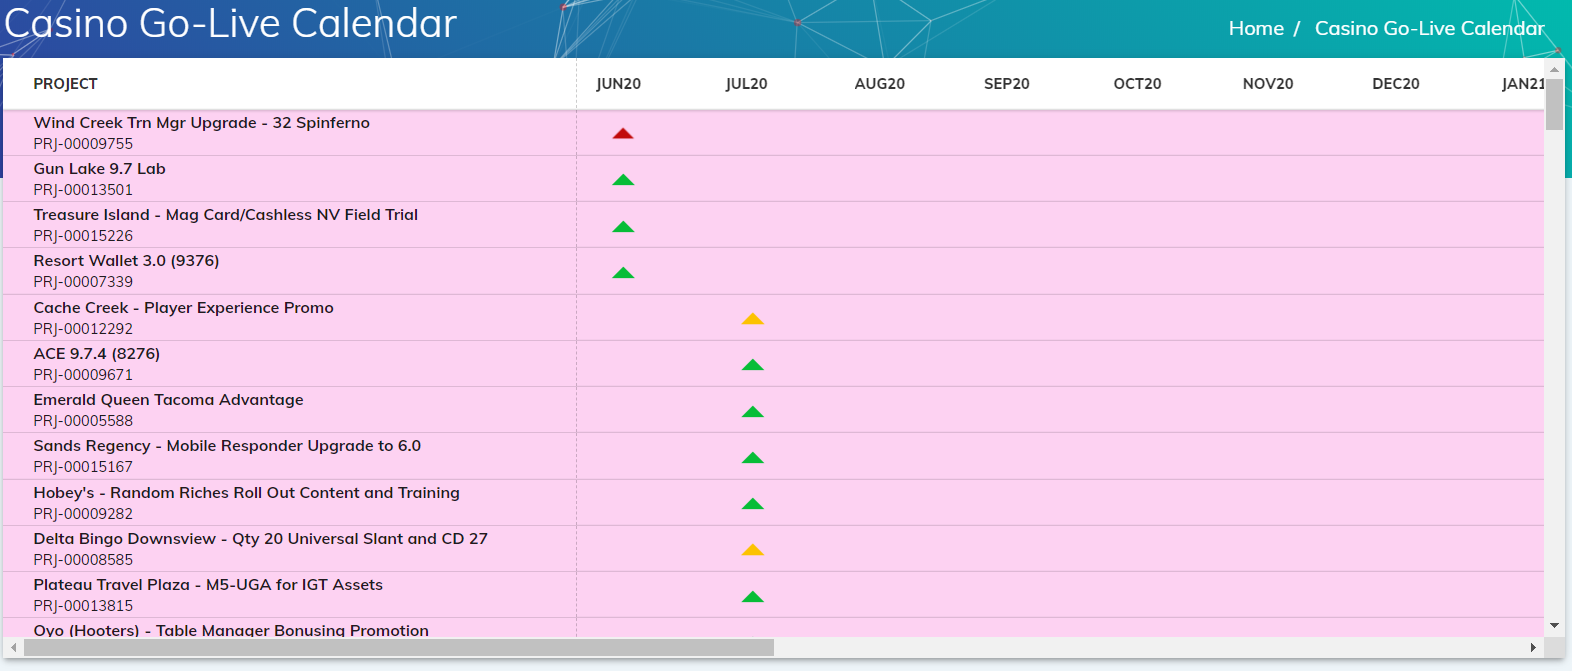 Casino Go-Live Calendar
Home / Casino Go-Live Calendar
PROJECT JUN20 JUL20 AUG20 SEP20 OCT20 NOV20 DEC20 JAN21
Wind Creek Trn Mgr Upgrade - 32 Spinferno
PRJ-00009755
Gun Lake 9.7 Lab
PRJ-00013501
Treasure Island - Mag Card/Cashless NV Field Trial
PRJ-00015226
Resort Wallet 3.0 (9376)
PRJ-00007339
Cache Creek - Player Experience Promo
PRJ-00012292
ACE 9.7.4 (8276)
PRJ-00009671
Emerald Queen Tacoma Advantage
PRJ-00005588
Sands Regency - Mobile Responder Upgrade to 6.0
PRJ-00015167
Hobey's - Random Riches Roll Out Content and Training
PRJ-00009282
Delta Bingo Downsview - Qty 20 Universal Slant and CD 27
PRJ-00008585
Plateau Travel Plaza - M5-UGA for IGT Assets
PRJ-00013815
Oyo (Hooters) - Table Manager Bonusing Promotion